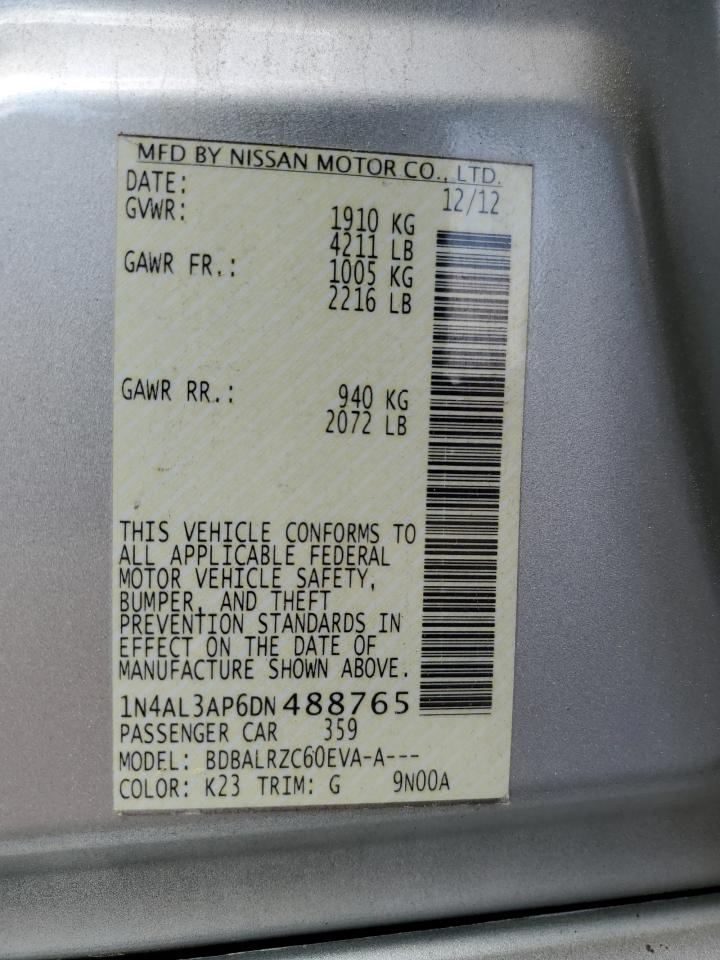 MFD BY NISSAN MOTOR CO., LTD.
DATE: 12/12
GVWR: 1910 KG
4211 LB
GAWR FR.: 1005 KG
2216 LB
GAWR RR.: 940 KG
2072 LB
THIS VEHICLE CONFORMS TO
ALL APPLICABLE FEDERAL
MOTOR VEHICLE SAFETY,
BUMPER, AND THEFT
PREVENTION STANDARDS IN
EFFECT ON THE DATE OF
MANUFACTURE SHOWN ABOVE.
1N4AL3AP6DN488765
PASSENGER CAR 359
MODEL: BDBALRZC60EVA-A---
COLOR: K23 TRIM: G 9N00A